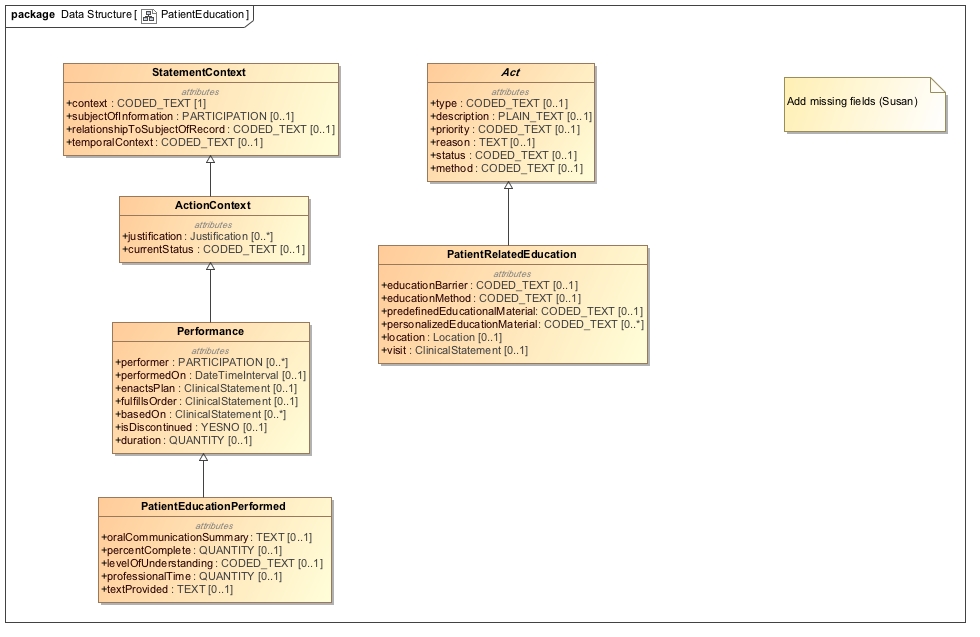 package Data Structure [ PatientEducation ]
StatementContext
attributes
+context : CODED_TEXT [1]
+subjectOfInformation : PARTICIPATION [0..1]
+relationshipToSubjectOfRecord : CODED_TEXT [0..1]
+temporalContext : CODED_TEXT [0..1]
Act
attributes
+type : CODED_TEXT [0..1]
+description : PLAIN_TEXT [0..1]
+priority : CODED_TEXT [0..1]
+reason : TEXT [0..1]
+status : CODED_TEXT [0..1]
+method : CODED_TEXT [0..1]
Add missing fields (Susan)
ActionContext
attributes
+justification : Justification [0..*]
+currentStatus : CODED_TEXT [0..1]
PatientRelatedEducation
attributes
+educationBarrier : CODED_TEXT [0..1]
+educationMethod : CODED_TEXT [0..1]
+predefinedEducationalMaterial : CODED_TEXT [0..1]
+personalizedEducationMaterial : CODED_TEXT [0..*]
+location : Location [0..1]
+visit : ClinicalStatement [0..1]
Performance
attributes
+performer : PARTICIPATION [0..*]
+performedOn : DateTimeInterval [0..1]
+enactsPlan : ClinicalStatement [0..1]
+fulfillsOrder : ClinicalStatement [0..1]
+basedOn : ClinicalStatement [0..*]
+isDiscontinued : YESNO [0..1]
+duration : QUANTITY [0..1]
PatientEducationPerformed
attributes
+oralCommunicationSummary : TEXT [0..1]
+percentComplete : QUANTITY [0..1]
+levelOfUnderstanding : CODED_TEXT [0..1]
+professionalTime : QUANTITY [0..1]
+textProvided : TEXT [0..1]